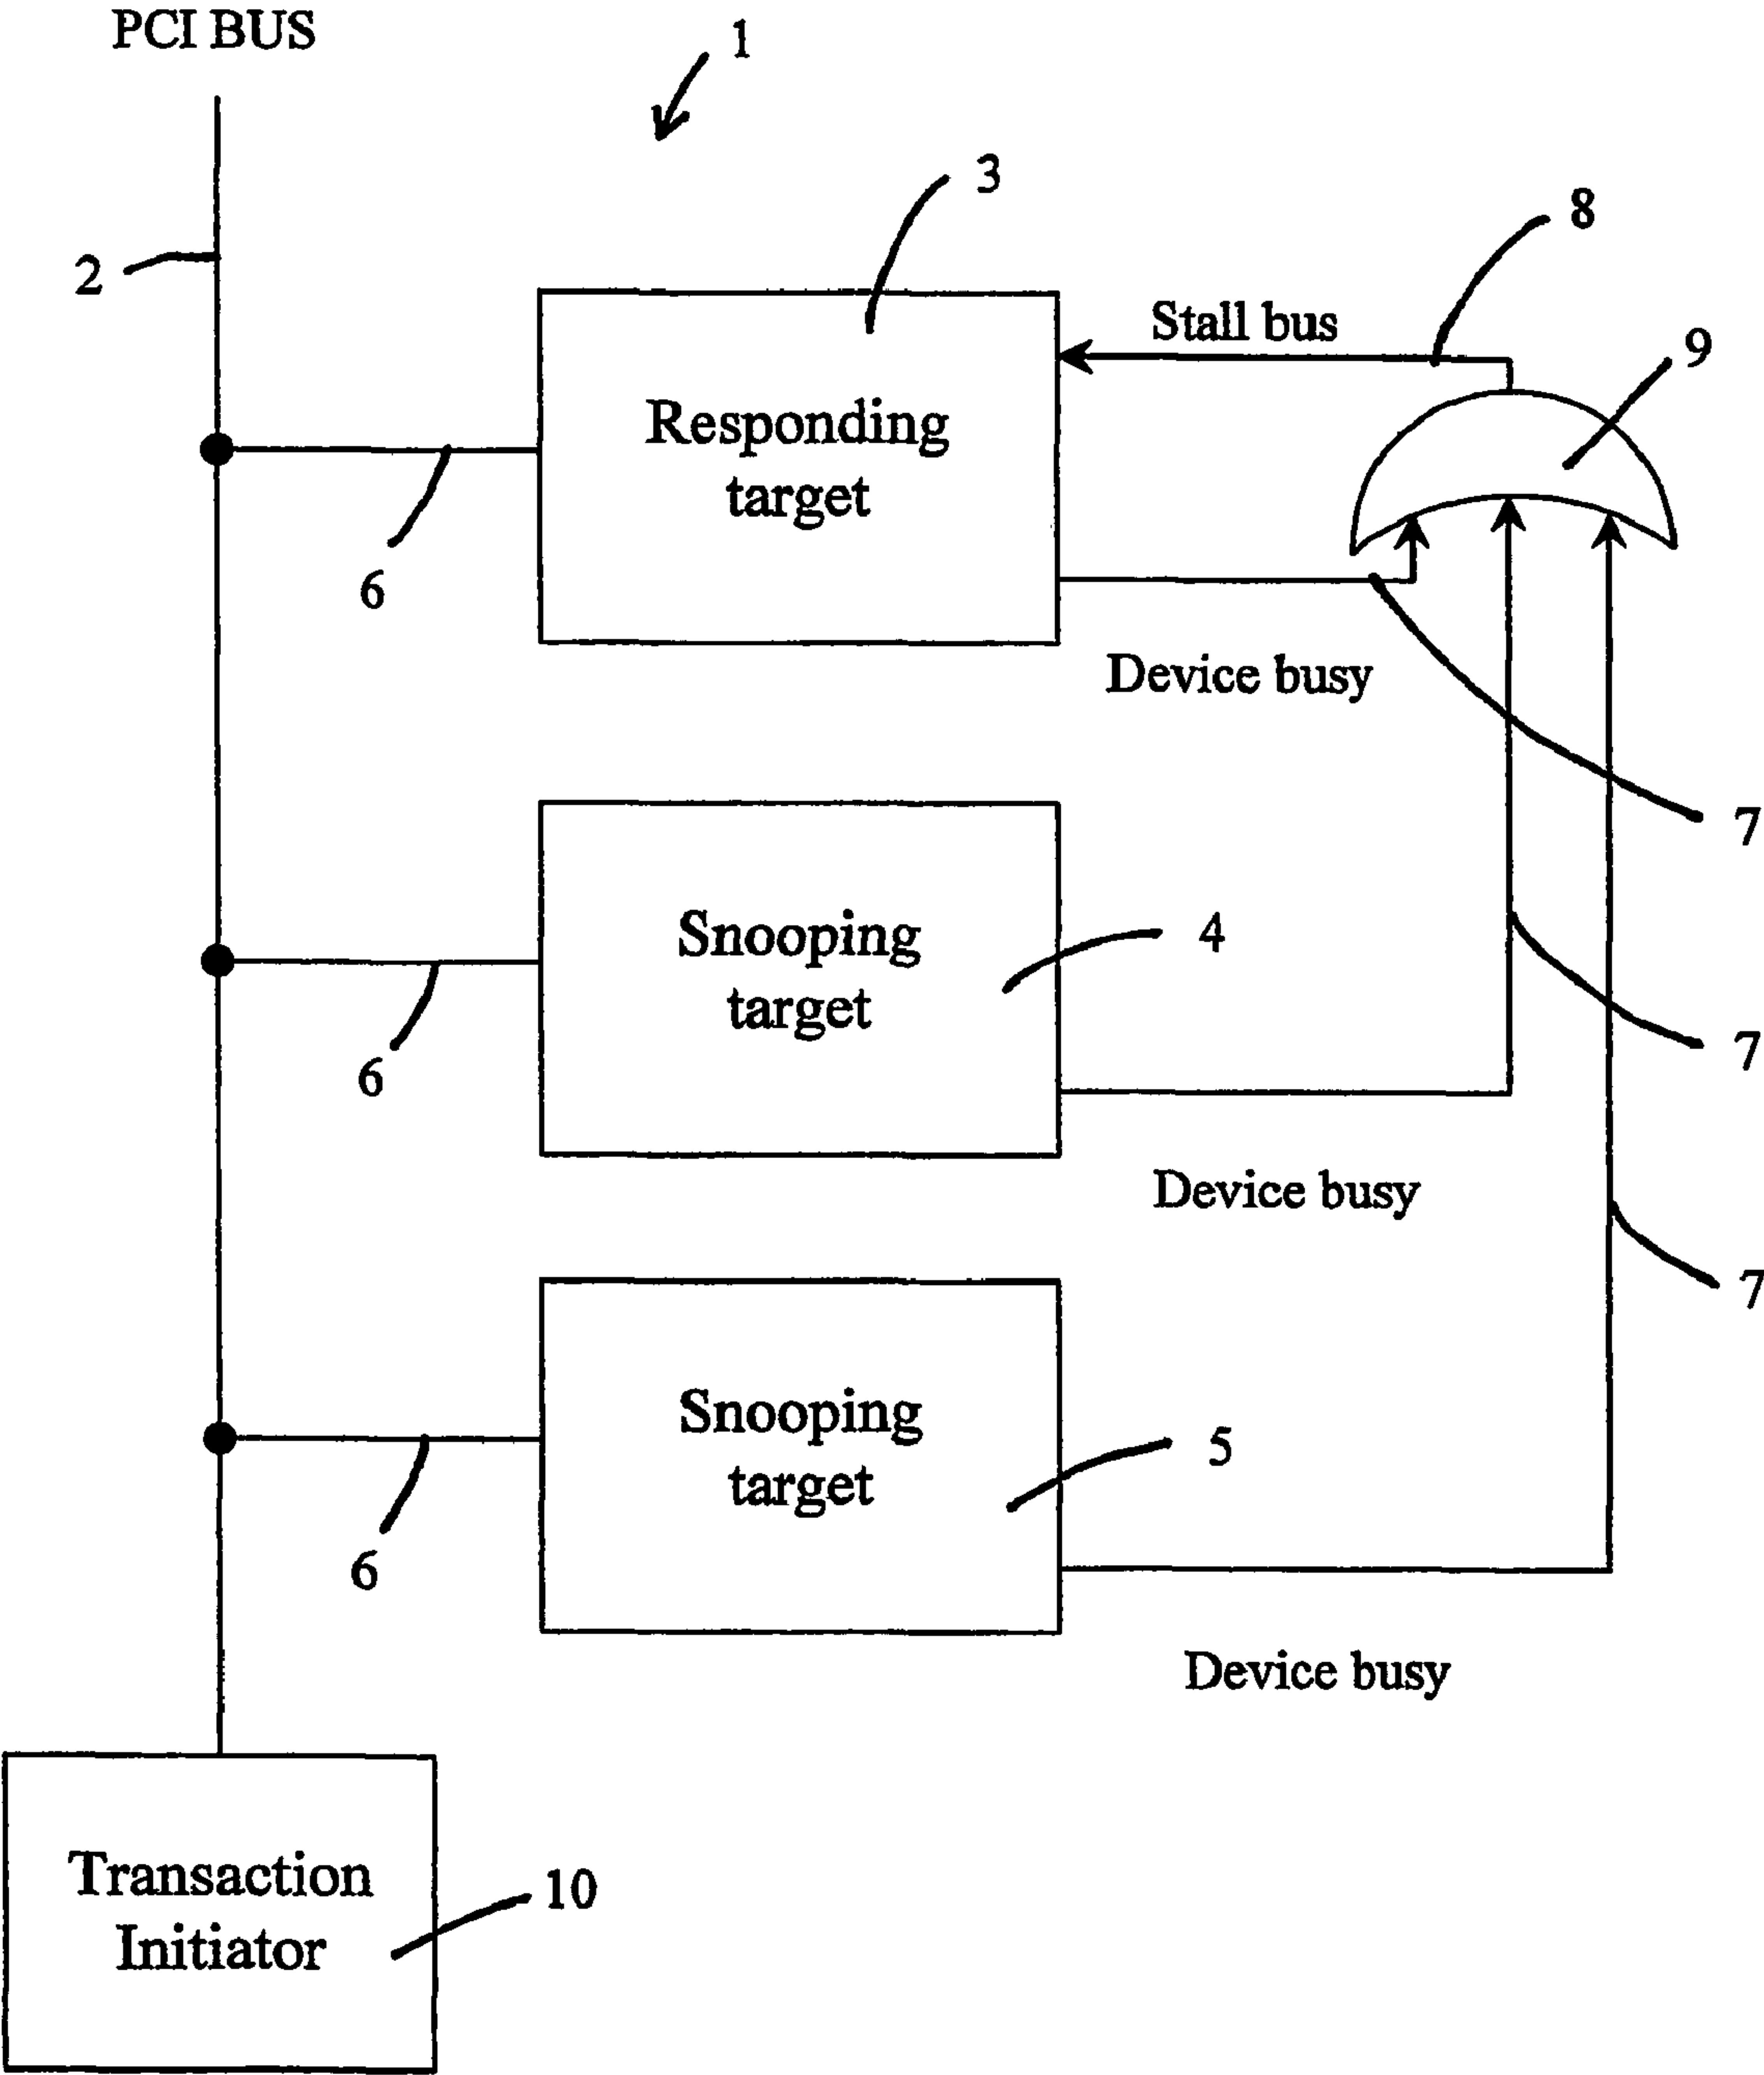 PCI BUS
1
3
2
8
Stall bus
9
Responding
target
6
Device busy
7
Snooping
target
4
7
6
Device busy
7
Snooping
target
5
6
Device busy
Transaction
Initiator
10